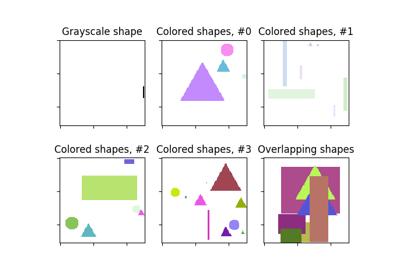 Grayscale shape
Colored shapes, #0
Colored shapes, #1
Colored shapes, #2
Colored shapes, #3
Overlapping shapes